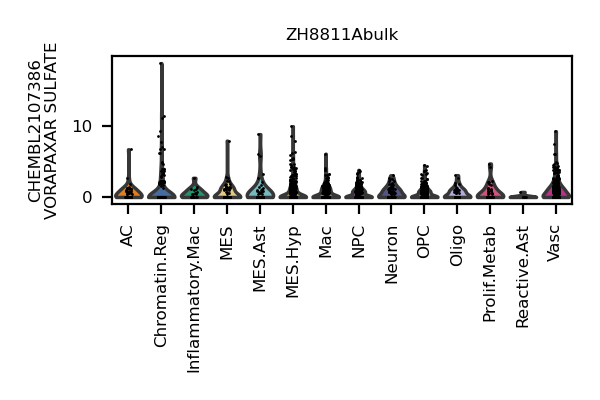 ZH8811Abulk
CHEMBL2107386
VORAPAXAR SULFATE
10
0
AC
Chromatin.Reg
Inflammatory.Mac
MES
MES.Ast
MES.Hyp
Mac
NPC
Neuron
OPC
Oligo
Prolif.Metab
Reactive.Ast
Vasc